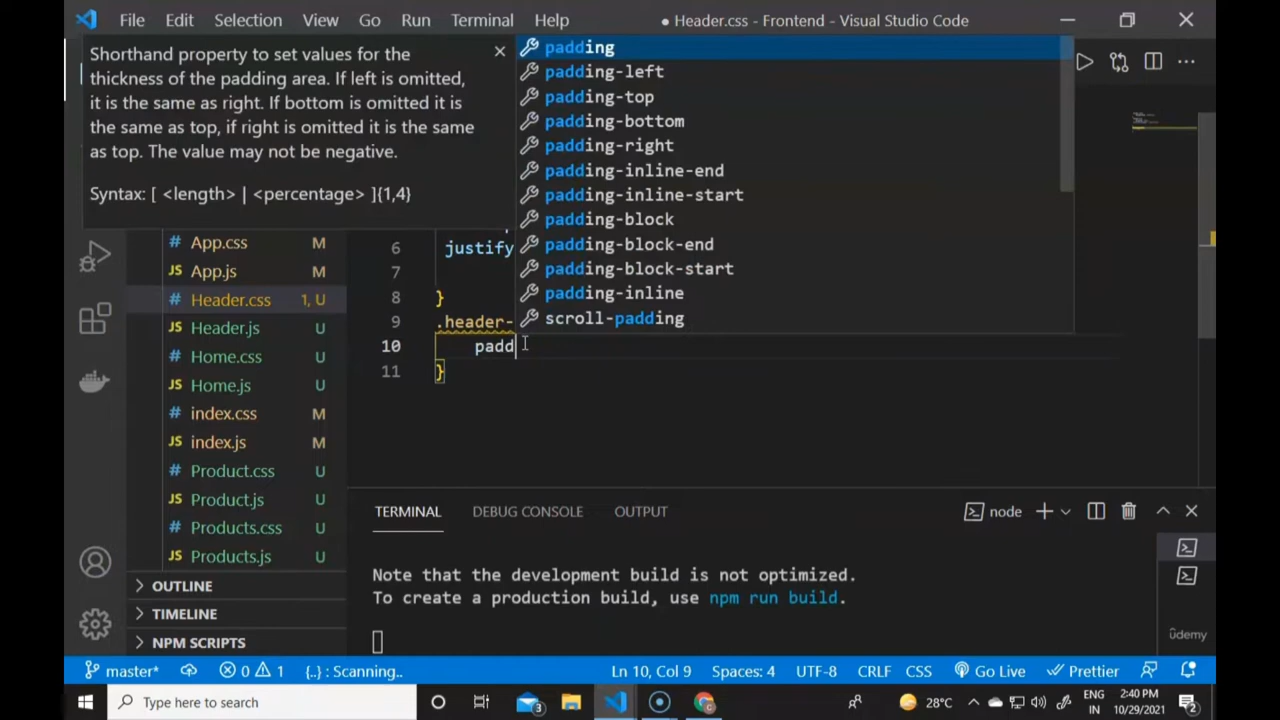 File Edit Selection View Go Run Terminal Help
● Header.css - Frontend - Visual Studio Code
Shorthand property to set values for the
thickness of the padding area. If left is omitted,
it is the same as right. If bottom is omitted it is
the same as top, if right is omitted it is the same
as top. The value may not be negative.
Syntax: [ <length> | <percentage> ]{1,4}
padding
padding-left
padding-top
padding-bottom
padding-right
padding-inline-end
padding-inline-start
padding-block
padding-block-end
padding-block-start
padding-inline
scroll-padding
# App.css M
JS App.js M
# Header.css 1, U
JS Header.js U
# Home.css U
JS Home.js U
# index.css M
JS index.js M
# Product.css U
JS Product.js U
# Products.css U
JS Products.js U
OUTLINE
TIMELINE
NPM SCRIPTS
6 justify
7
8 }
9 .header-
10 padd
11 }
TERMINAL DEBUG CONSOLE OUTPUT
node
Note that the development build is not optimized.
To create a production build, use npm run build.
ûdemy
master* 0 1 {..} : Scanning.. Ln 10, Col 9 Spaces: 4 UTF-8 CRLF CSS Go Live Prettier
Type here to search
3
28°C
ENG
IN
2:40 PM
10/29/2021
2